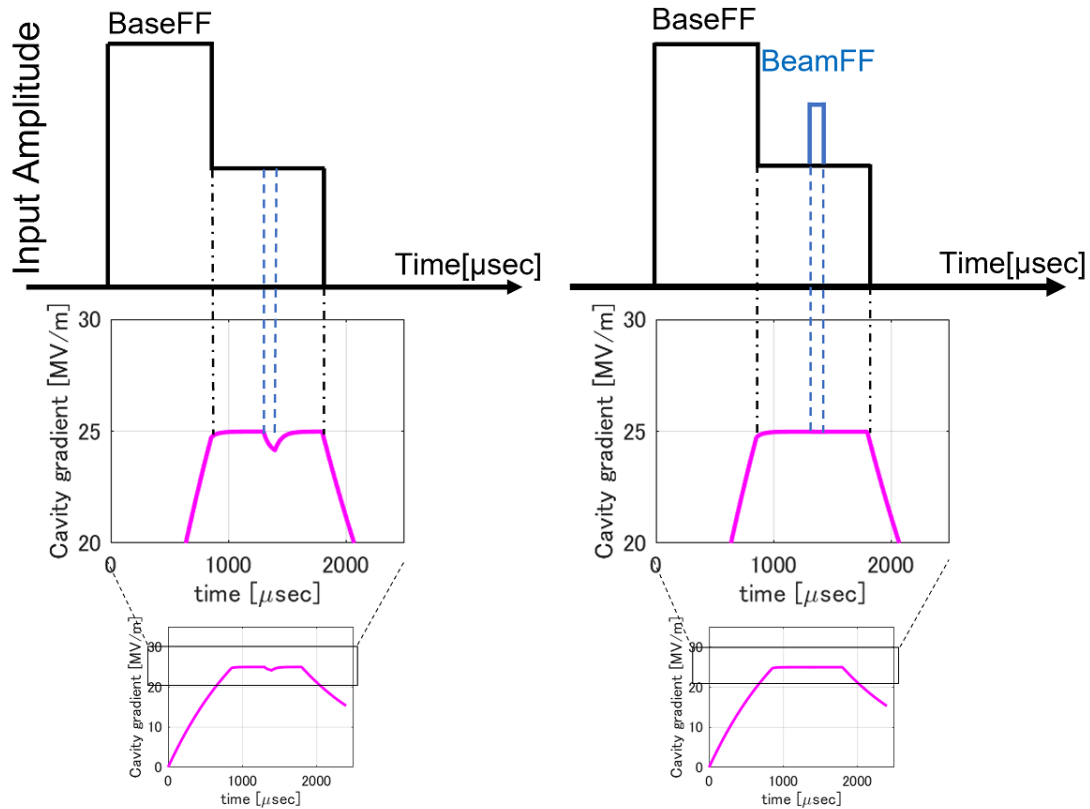 BaseFF
Input Amplitude
Time[μsec]
30
25
20
Cavity gradient [MV/m]
0
1000
2000
time [μsec]
30
20
10
0
Cavity gradient [MV/m]
0
1000
2000
time [μsec]
BaseFF
BeamFF
Time[μsec]
30
25
20
Cavity gradient [MV/m]
0
1000
2000
time [μsec]
30
20
10
0
Cavity gradient [MV/m]
0
1000
2000
time [μsec]